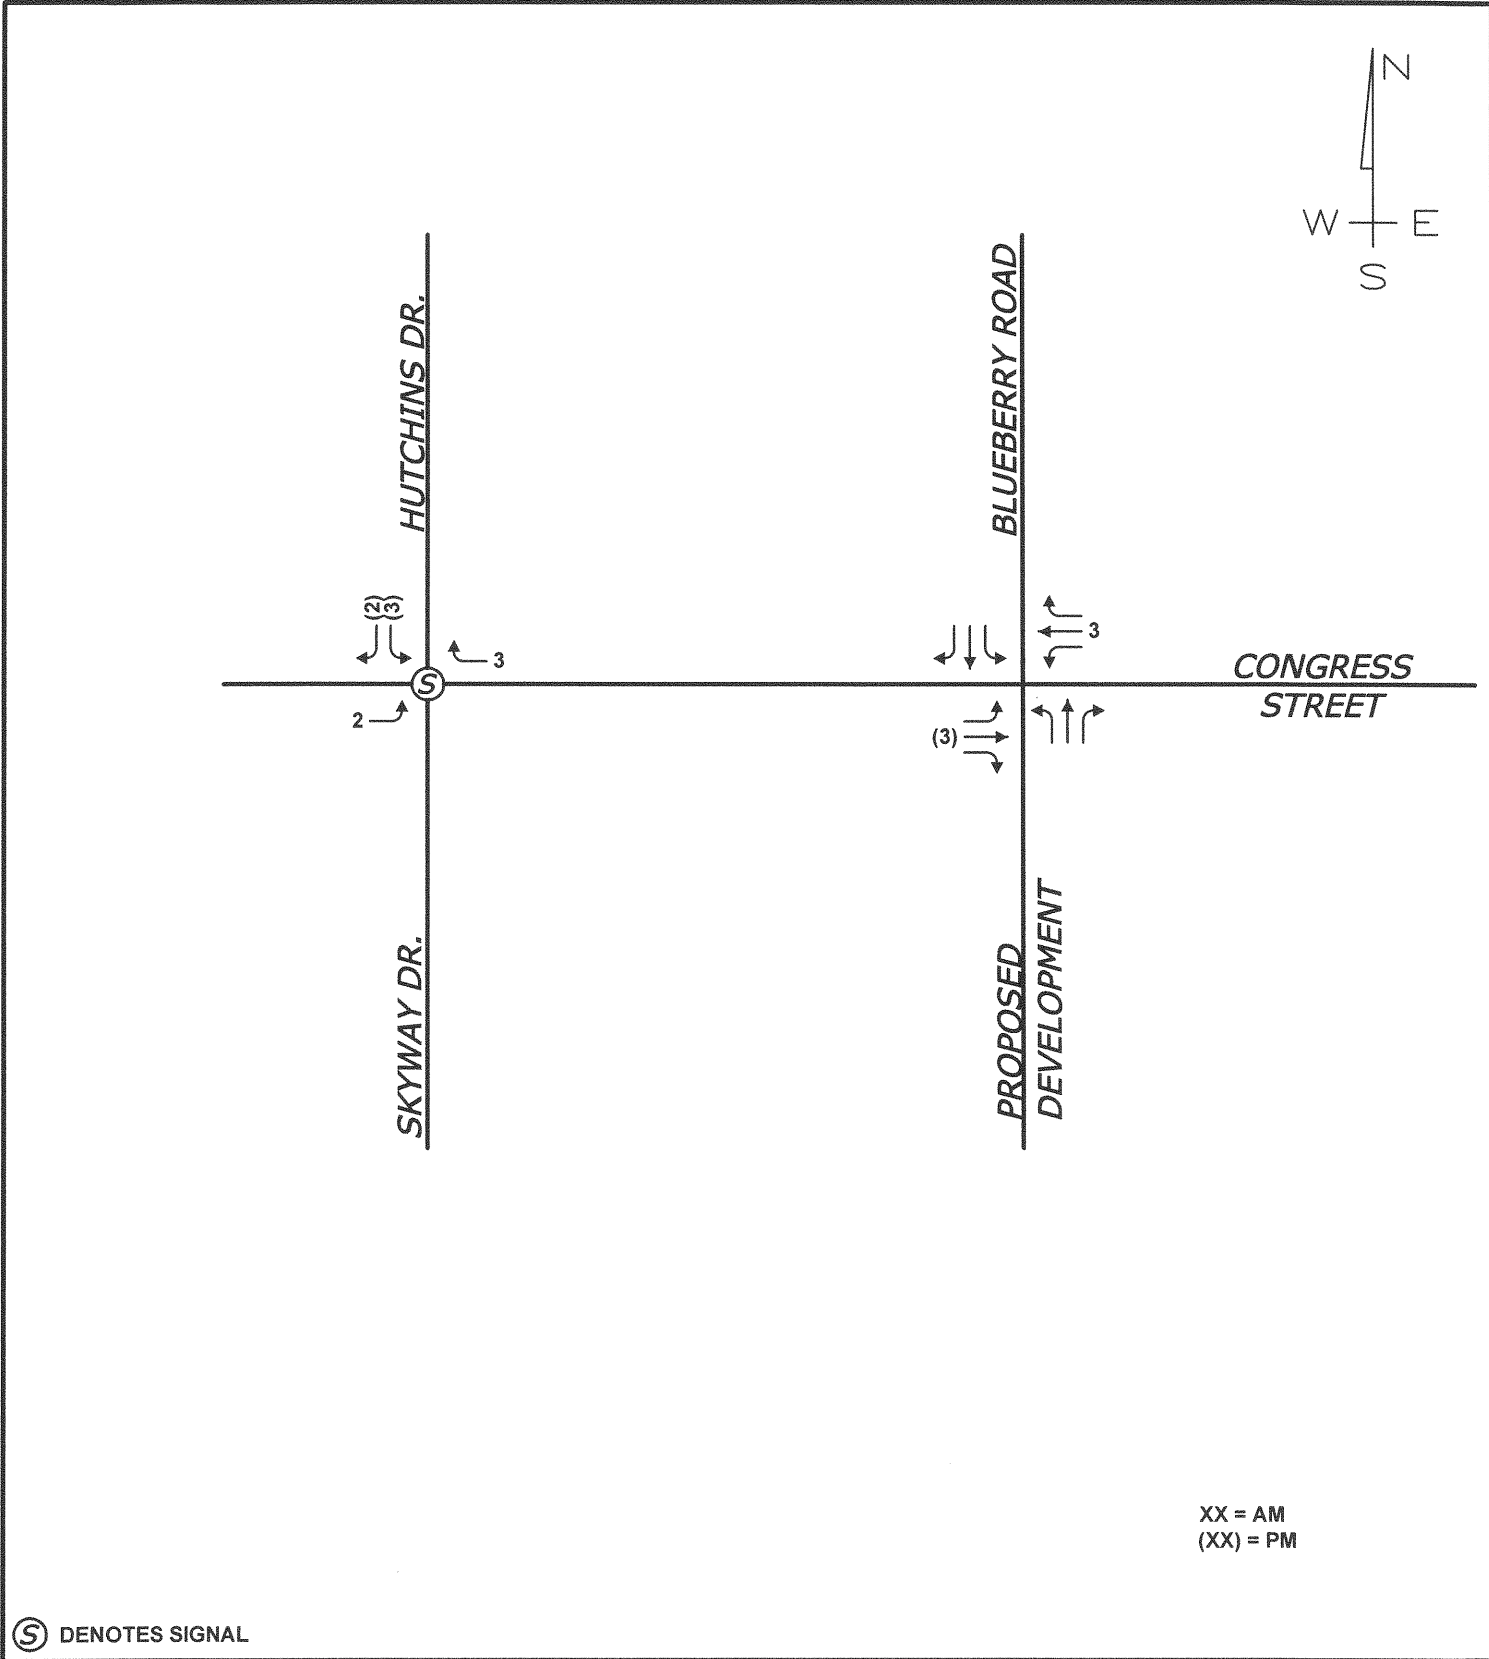 N
W E
S
HUTCHINS DR.
BLUEBERRY ROAD
(2)
(3)
3
3
CONGRESS
STREET
S
2
(3)
SKYWAY DR.
PROPOSED
DEVELOPMENT
XX = AM
(XX) = PM
S DENOTES SIGNAL